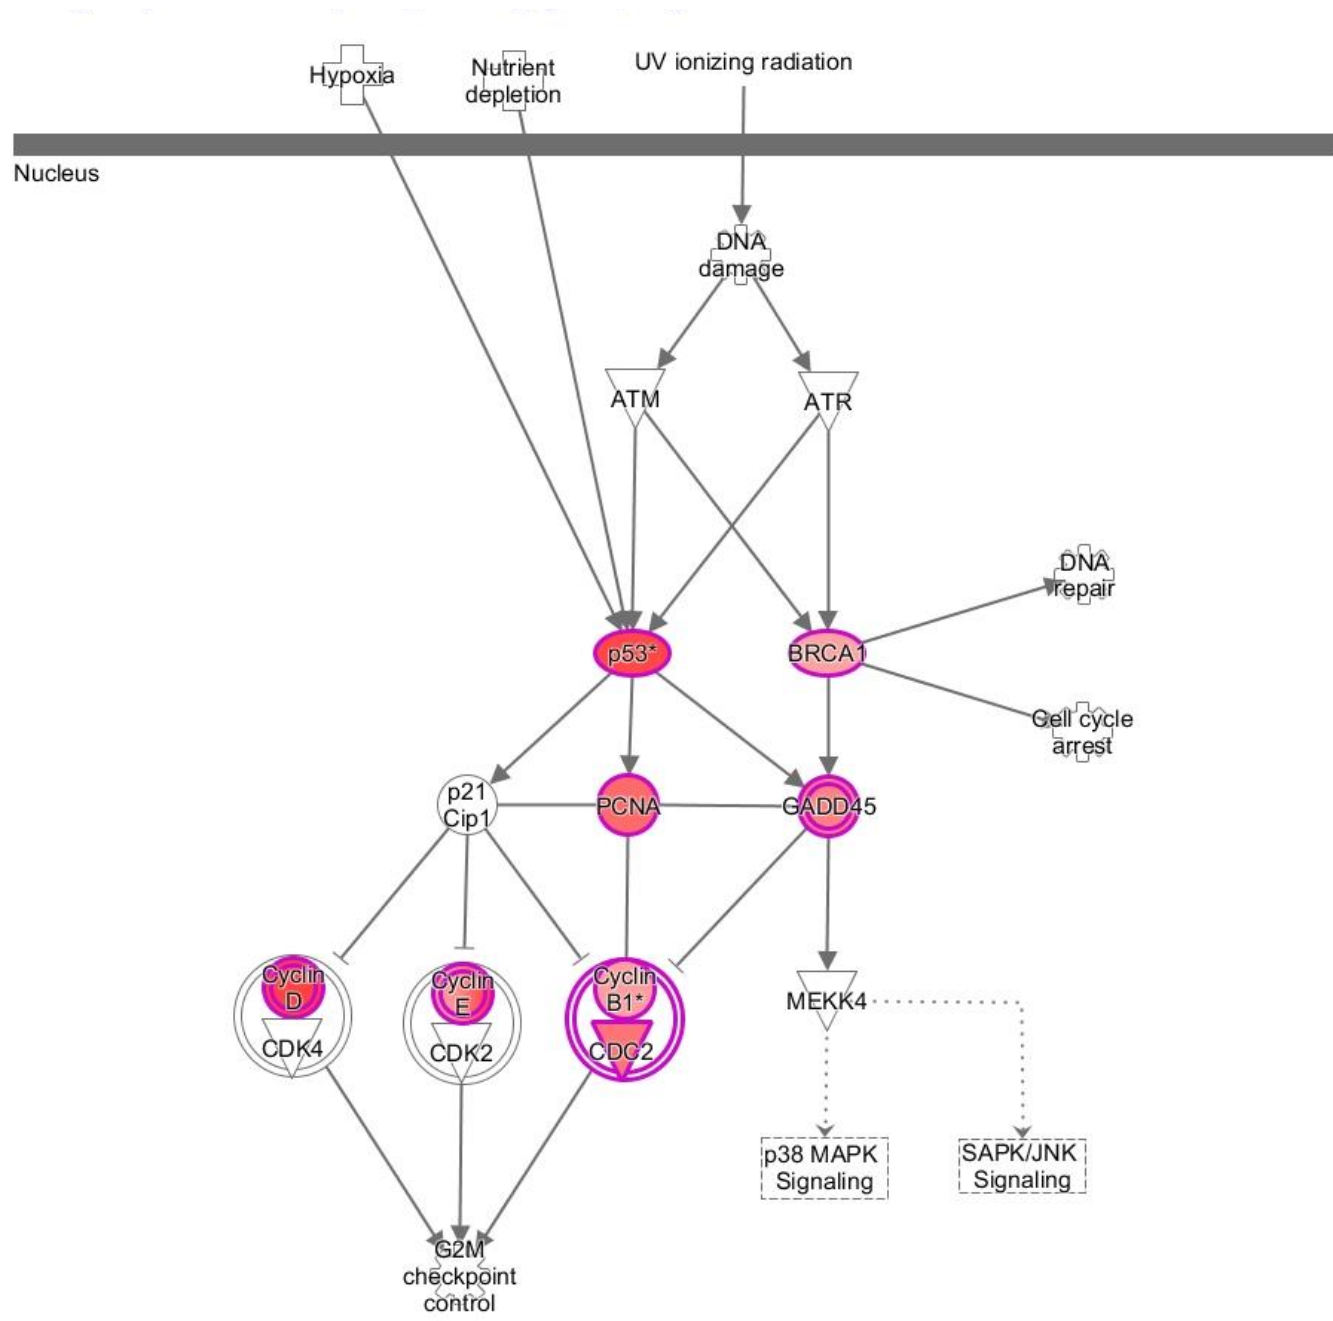 Hypoxia
Nutrient
depletion
UV ionizing radiation
Nucleus
DNA
damage
ATM
ATR
DNA
repair
p53*
BRCA1
Cell cycle
arrest
p21
Cip1
PCNA
GADD45
Cyclin
D
CDK4
Cyclin
E
CDK2
Cyclin
B1*
CDC2
MEKK4
p38 MAPK
Signaling
SAPK/JNK
Signaling
G2M
checkpoint
control